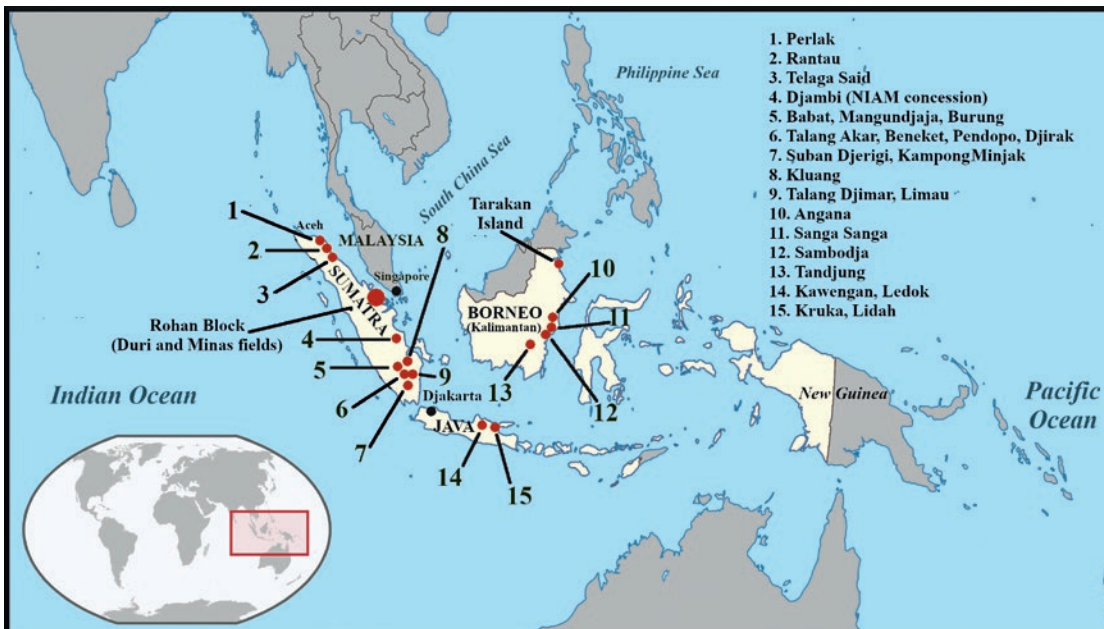 Philippine Sea
South China Sea
1. Perlak
2. Rantau
3. Telaga Said
4. Djambi (NIAM concession)
5. Babat, Mangundjaja, Burung
6. Talang Akar, Beneket, Pendopo, Djirak
7. Şuban Djerigi, KampongMinjak
8. Kluang
9. Talang Djimar, Limau
10. Angana
11. Sanga Sanga
12. Sambodja
13. Tandjung
14. Kawengan, Ledok
15. Kruka, Lidah
Tarakan
Island
1
Aceh
2
MALAYSIA
8
3
SUMATRA
Singapore
10
BORNEO
(Kalimantan)
11
Rohan Block
(Duri and Minas fields)
4
5
9
13
12
Indian Ocean
6
Djakarta
7
JAVA
14
15
New Guinea
Pacific
Ocean